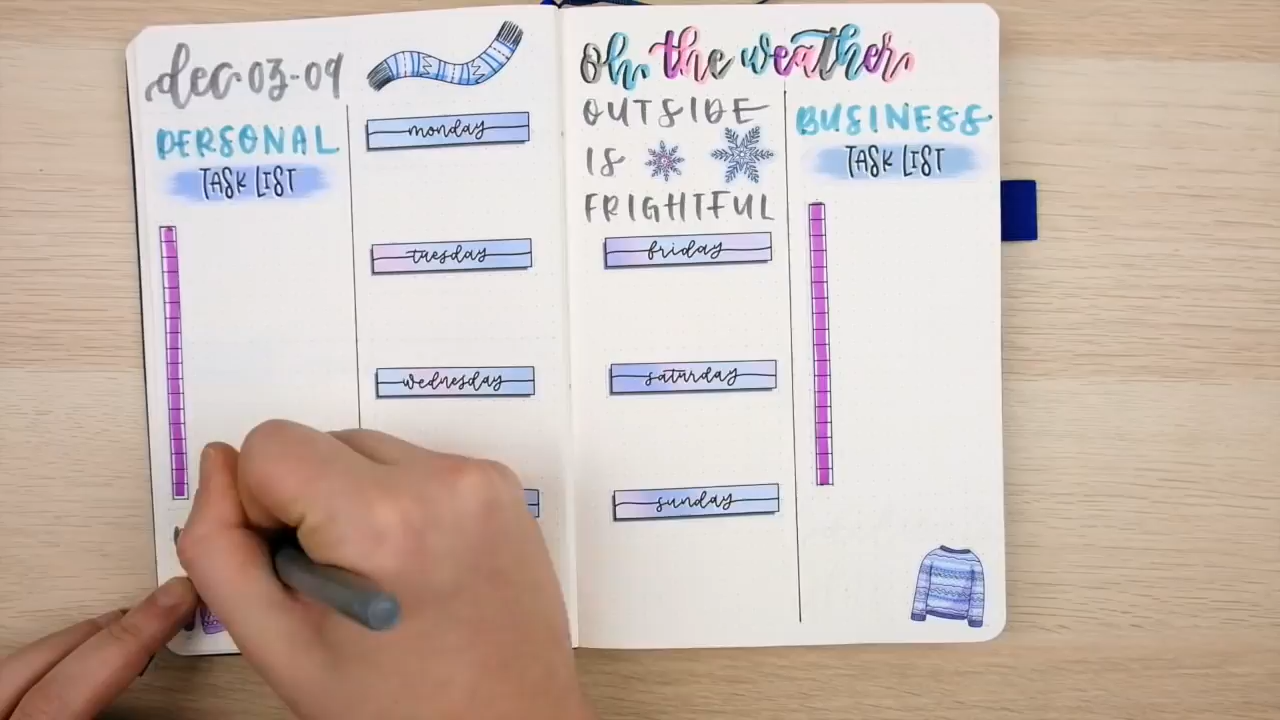 dec 03-09
PERSONAL
TASK LIST
monday
tuesday
wednesday
oh the weather
OUTSIDE
IS
FRIGHTFUL
friday
saturday
sunday
BUSINESS
TASK LIST